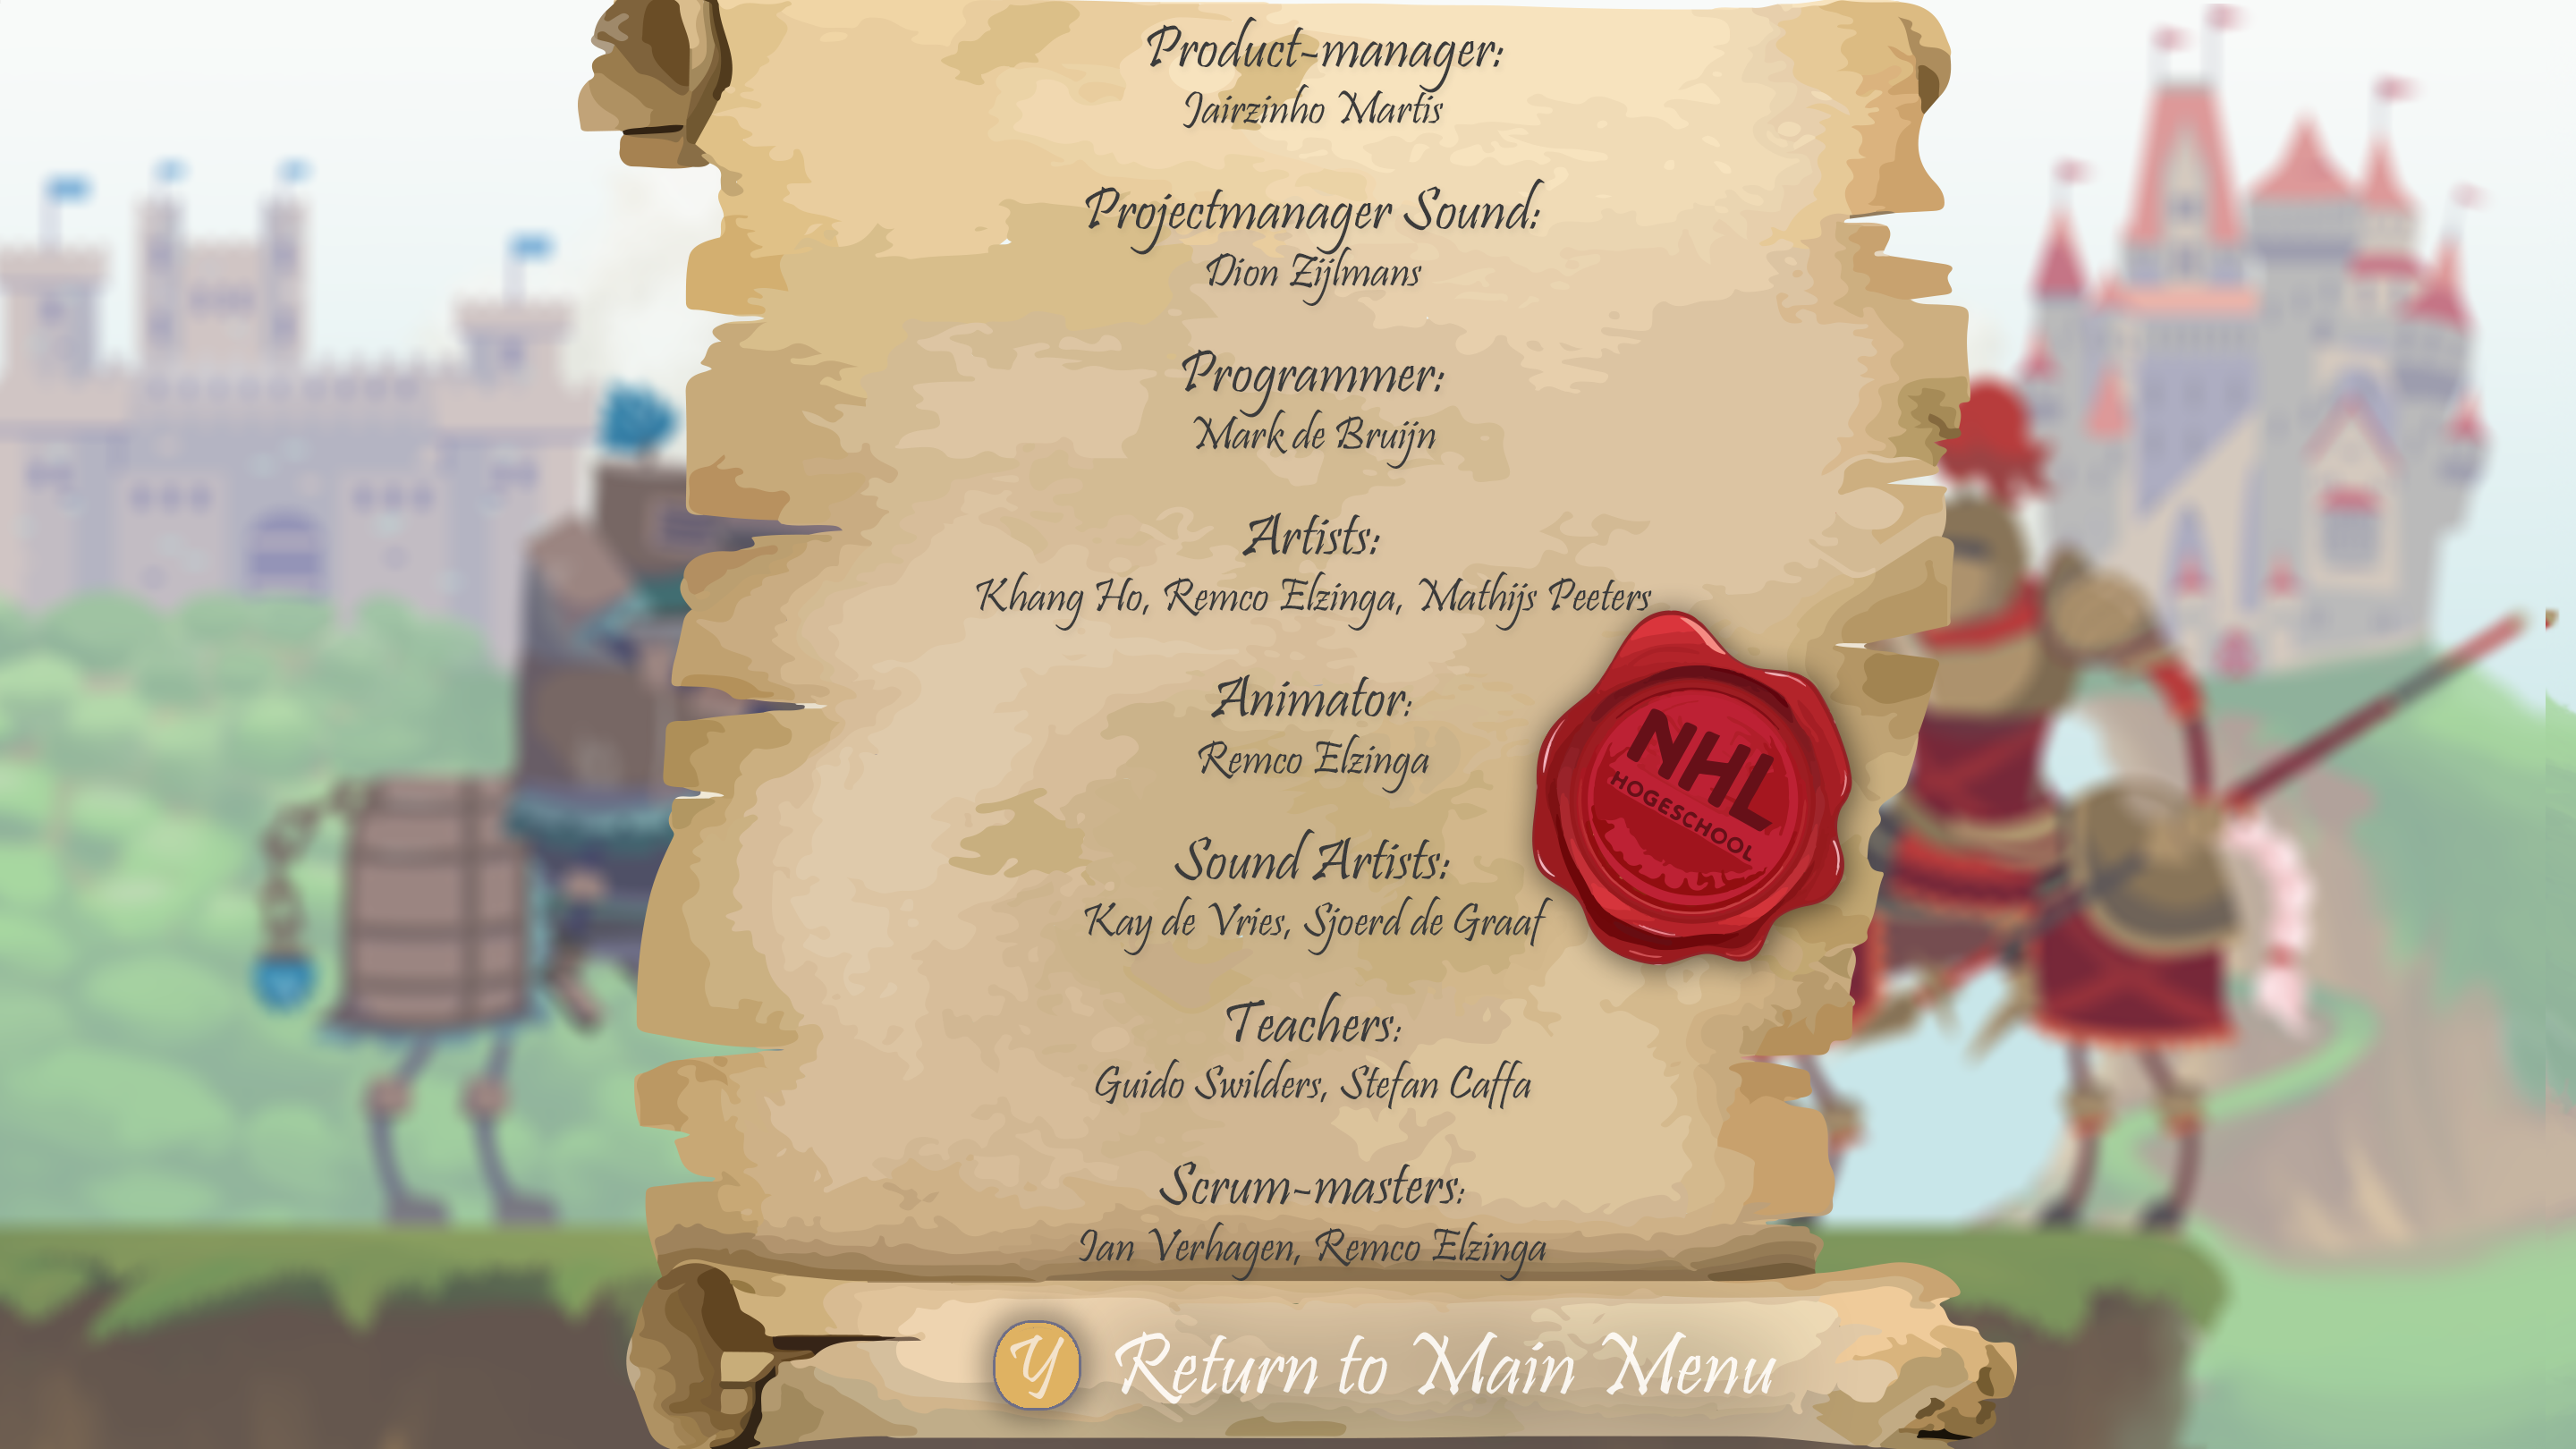 Product-manager:
Jairzinho Martis
Projectmanager Sound:
Dion Zijlmans
Programmer:
Mark de Bruijn
Artists:
Khang Ho, Remco Elzinga, Mathijs Peeters
Animator:
Remco Elzinga
NHL
HOGESCHOOL
Sound Artists:
Kay de Vries, Sjoerd de Graaf
Teachers:
Guido Swilders, Stefan Caffa
Scrum-masters:
Ian Verhagen, Remco Elzinga
Y Return to Main Menu